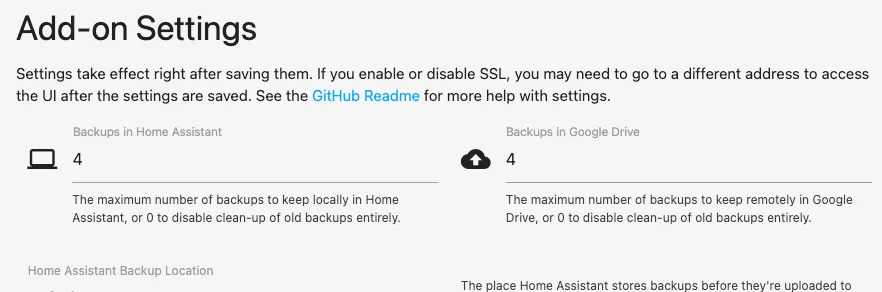 Add-on Settings
Settings take effect right after saving them. If you enable or disable SSL, you may need to go to a different address to access
the UI after the settings are saved. See the GitHub Readme for more help with settings.
Backups in Home Assistant
4
The maximum number of backups to keep locally in Home
Assistant, or 0 to disable clean-up of old backups entirely.
Backups in Google Drive
4
The maximum number of backups to keep remotely in Google
Drive, or 0 to disable clean-up of old backups entirely.
Home Assistant Backup Location
The place Home Assistant stores backups before they're uploaded to